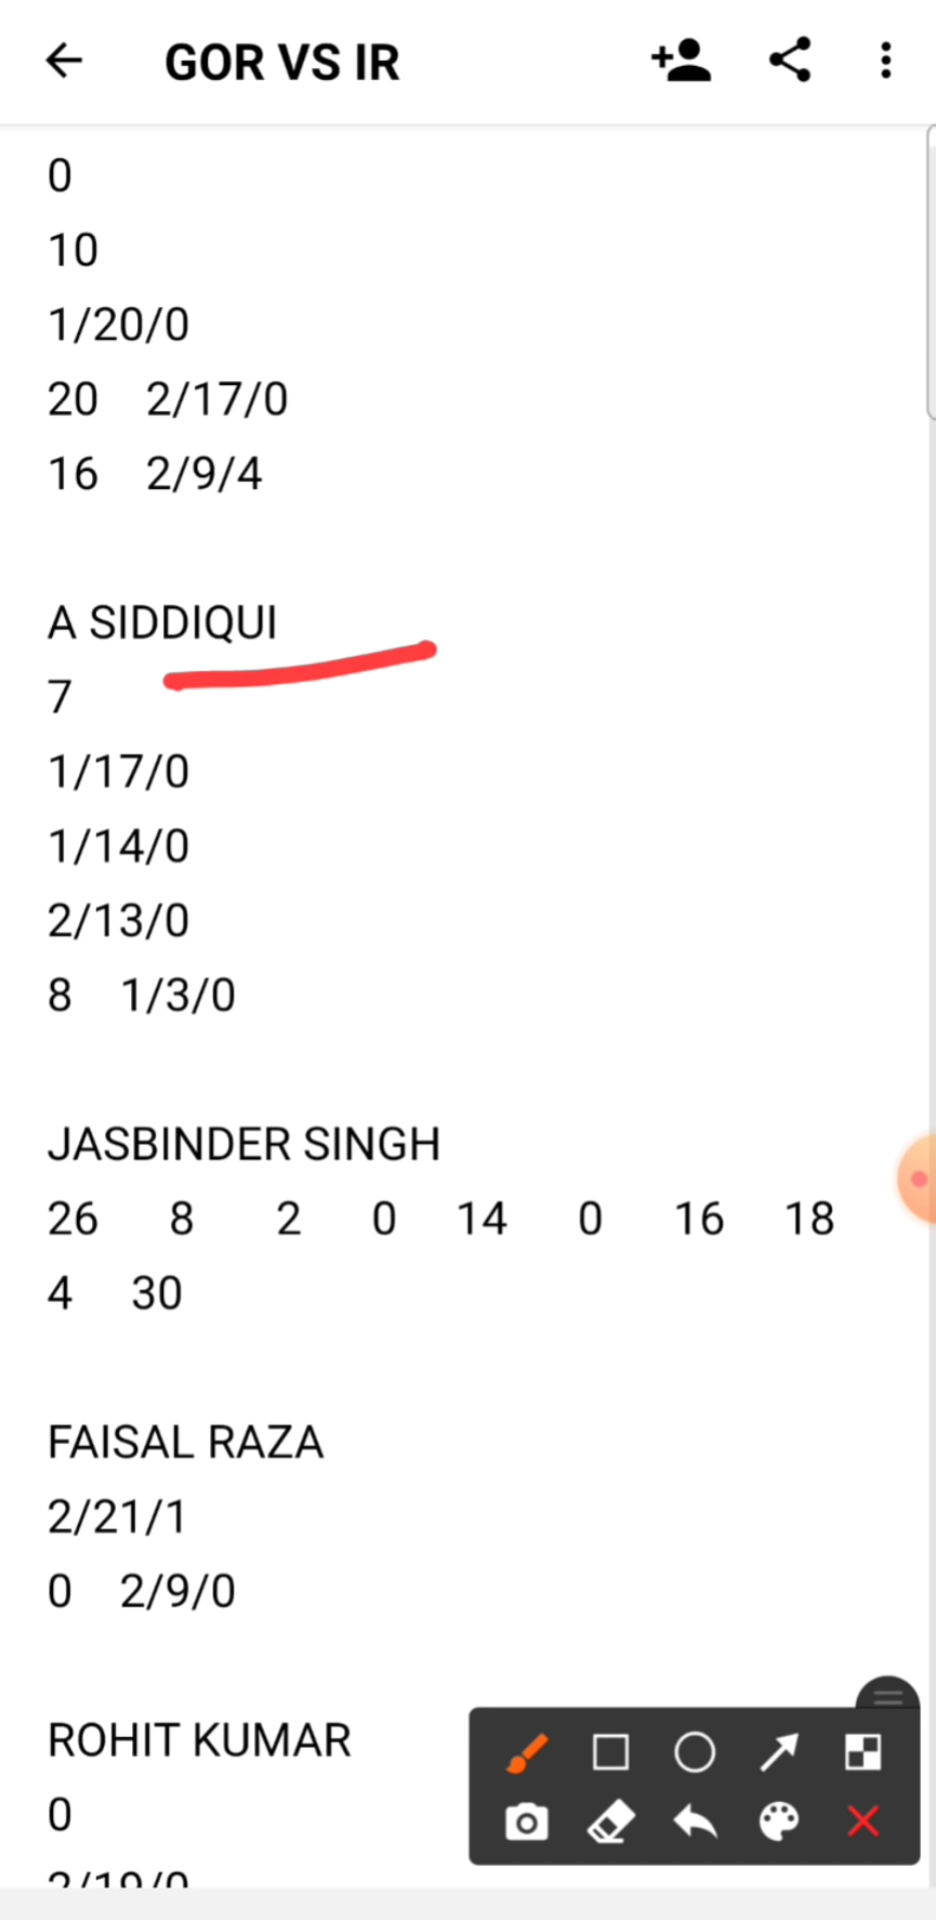 GOR VS IR
0
10
1/20/0
20 2/17/0
16 2/9/4
A SIDDIQUI
7
1/17/0
1/14/0
2/13/0
8 1/3/0
JASBINDER SINGH
26 8 2 0 14 0 16 18
4 30
FAISAL RAZA
2/21/1
0 2/9/0
ROHIT KUMAR
0